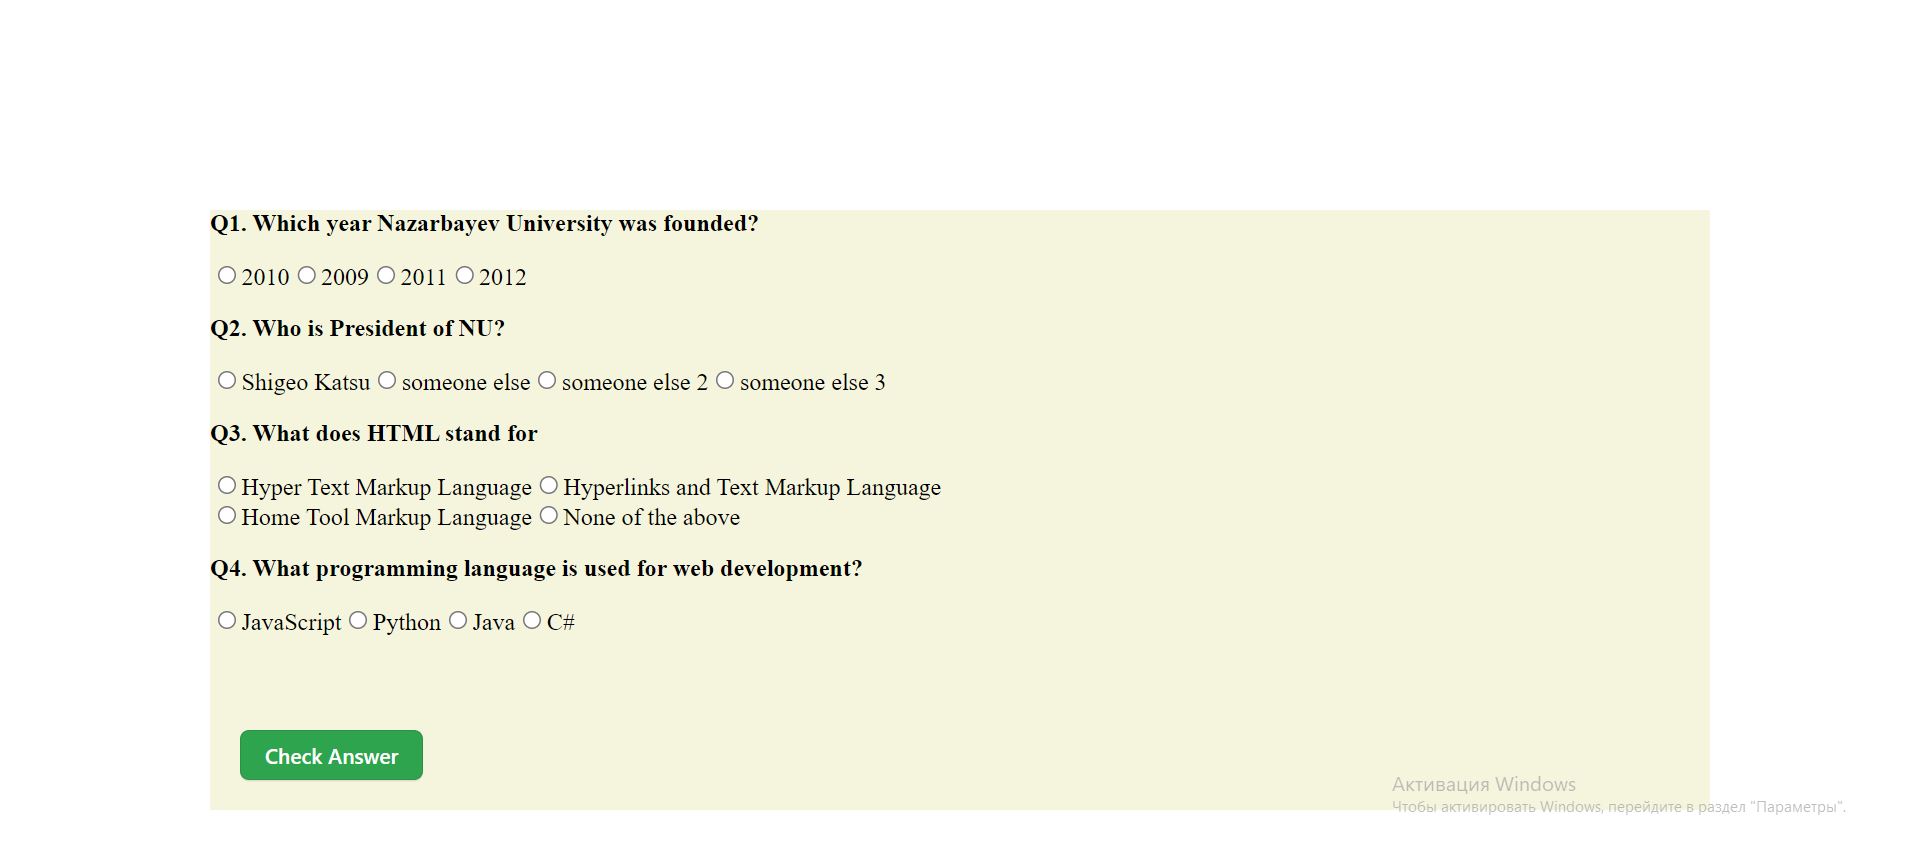 Q1. Which year Nazarbayev University was founded?
2010 2009 2011 2012
Q2. Who is President of NU?
Shigeo Katsu someone else someone else 2 someone else 3
Q3. What does HTML stand for
Hyper Text Markup Language Hyperlinks and Text Markup Language
Home Tool Markup Language None of the above
Q4. What programming language is used for web development?
JavaScript Python Java C#
Check Answer
Активация Windows
Чтобы активировать Windows, перейдите в раздел "Параметры".